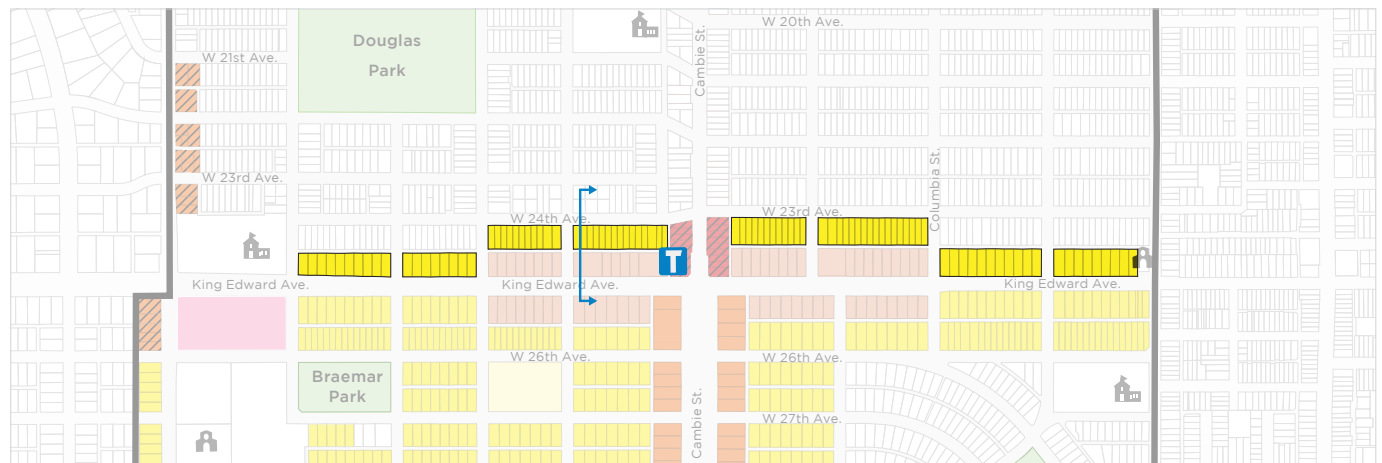 W 20th Ave.
Douglas
Park
Cambie St.
W 21st Ave.
W 23rd Ave.
Columbia St.
W 24th Ave.
W 23rd Ave.
T
King Edward Ave.
King Edward Ave.
King Edward Ave.
W 26th Ave.
W 26th Ave.
Braemar
Park
Cambie St.
W 27th Ave.